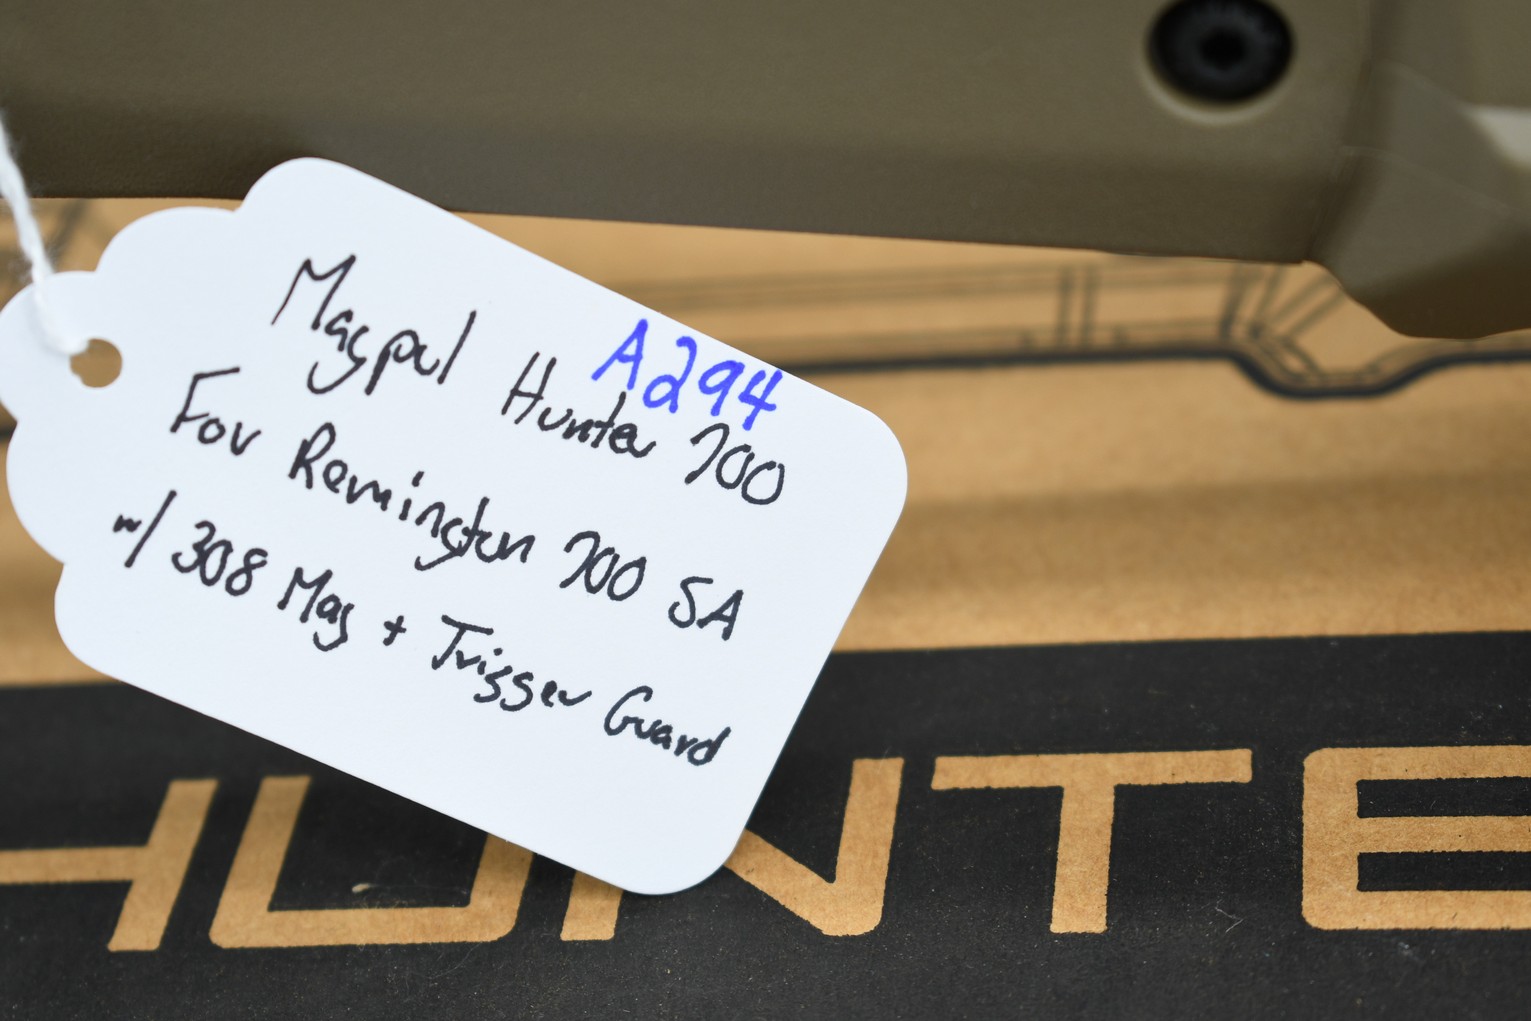 A294
Magpul Hunter 700
For Remington 700 SA
w/ 308 Mag + Trigger Guard
HUNTE